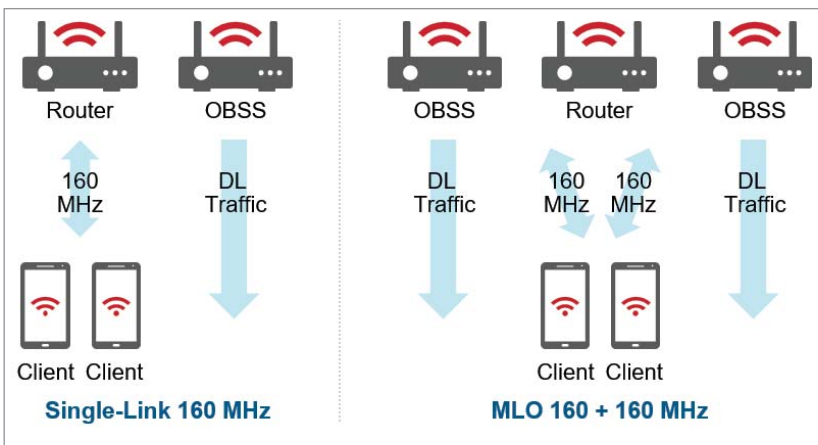 Router
OBSS
160
MHz
DL
Traffic
Client Client
Single-Link 160 MHz
OBSS
Router
OBSS
DL
Traffic
160
MHz
160
MHz
DL
Traffic
Client Client
MLO 160 + 160 MHz